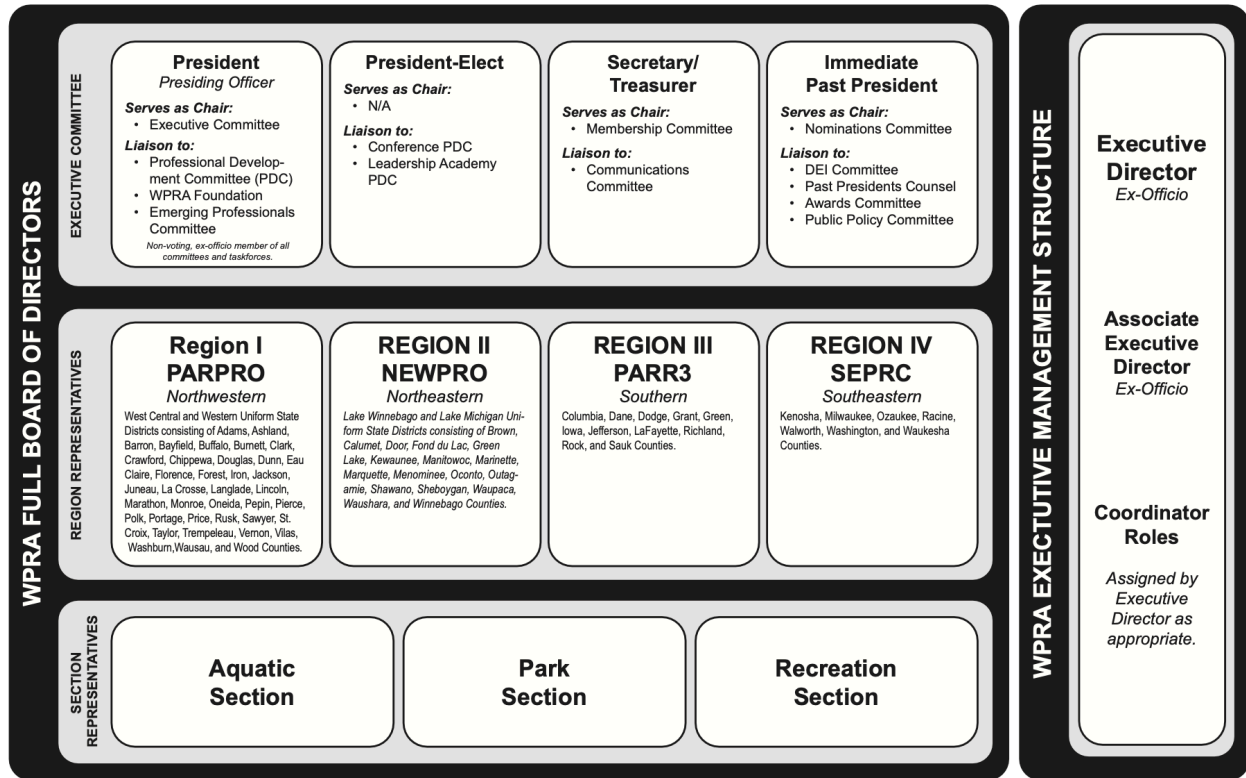 WPRA FULL BOARD OF DIRECTORS
EXECUTIVE COMMITTEE
President
Presiding Officer
Serves as Chair:
• Executive Committee
Liaison to:
• Professional Develop-
ment Committee (PDC)
• WPRA Foundation
• Emerging Professionals
Committee
Non-voting, ex-officio member of all
committees and taskforces.
President-Elect
Serves as Chair:
• N/A
Liaison to:
• Conference PDC
• Leadership Academy
PDC
Secretary/
Treasurer
Serves as Chair:
• Membership Committee
Liaison to:
• Communications
Committee
Immediate
Past President
Serves as Chair:
• Nominations Committee
Liaison to:
• DEI Committee
• Past Presidents Counsel
• Awards Committee
• Public Policy Committee
REGION REPRESENTATIVES
Region I
PARPRO
Northwestern
West Central and Western Uniform State
Districts consisting of Adams, Ashland,
Barron, Bayfield, Buffalo, Burnett, Clark,
Crawford, Chippewa, Douglas, Dunn, Eau
Claire, Florence, Forest, Iron, Jackson,
Juneau, La Crosse, Langlade, Lincoln,
Marathon, Monroe, Oneida, Pepin, Pierce,
Polk, Portage, Price, Rusk, Sawyer, St.
Croix, Taylor, Trempeleau, Vernon, Vilas,
Washburn,Wausau, and Wood Counties.
REGION II
NEWPRO
Northeastern
Lake Winnebago and Lake Michigan Uni-
form State Districts consisting of Brown,
Calumet, Door, Fond du Lac, Green
Lake, Kewaunee, Manitowoc, Marinette,
Marquette, Menominee, Oconto, Outag-
amie, Shawano, Sheboygan, Waupaca,
Waushara, and Winnebago Counties.
REGION III
PARR3
Southern
Columbia, Dane, Dodge, Grant, Green,
Iowa, Jefferson, LaFayette, Richland,
Rock, and Sauk Counties.
REGION IV
SEPRC
Southeastern
Kenosha, Milwaukee, Ozaukee, Racine,
Walworth, Washington, and Waukesha
Counties.
SECTION
REPRESENTATIVES
Aquatic
Section
Park
Section
Recreation
Section
WPRA EXECTUTIVE MANAGEMENT STRUCTURE
Executive
Director
Ex-Officio
Associate
Executive
Director
Ex-Officio
Coordinator
Roles
Assigned by
Executive
Director as
appropriate.